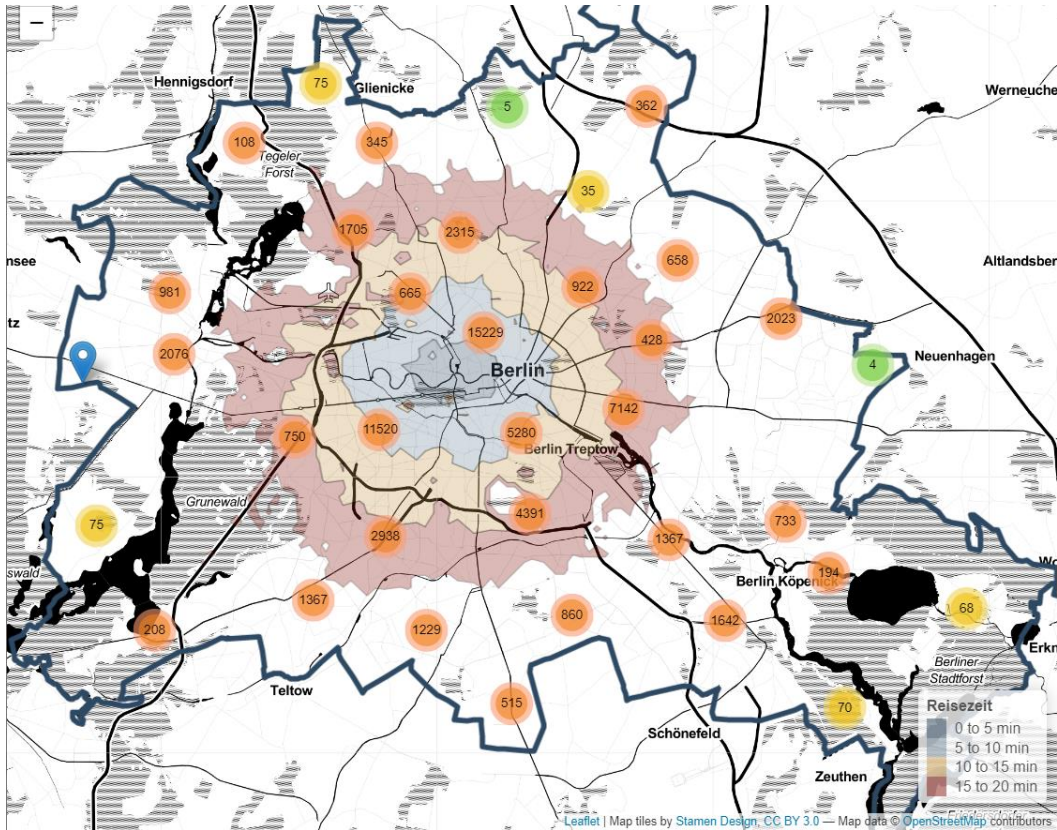 −
Hennigsdorf
75
Glienicke
5
362
Werneuche
108
345
Tegeler
Forst
35
1705
2315
658
nsee
Altlandsber
981
665
922
2023
tz
15229
428
2076
Berlin
4
Neuenhagen
7142
750
11520
5280
Berlin Treptow
Grunewald
4391
75
2938
1367
733
swald
194
Berlin Köpenick
Wo
1367
860
1642
68
208
1229
Erkn
Berliner
Stadtforst
Teltow
515
70
Schönefeld
Zeuthen
Reisezeit
0 to 5 min
5 to 10 min
10 to 15 min
15 to 20 min
Leaflet | Map tiles by Stamen Design, CC BY 3.0 — Map data © OpenStreetMap contributors